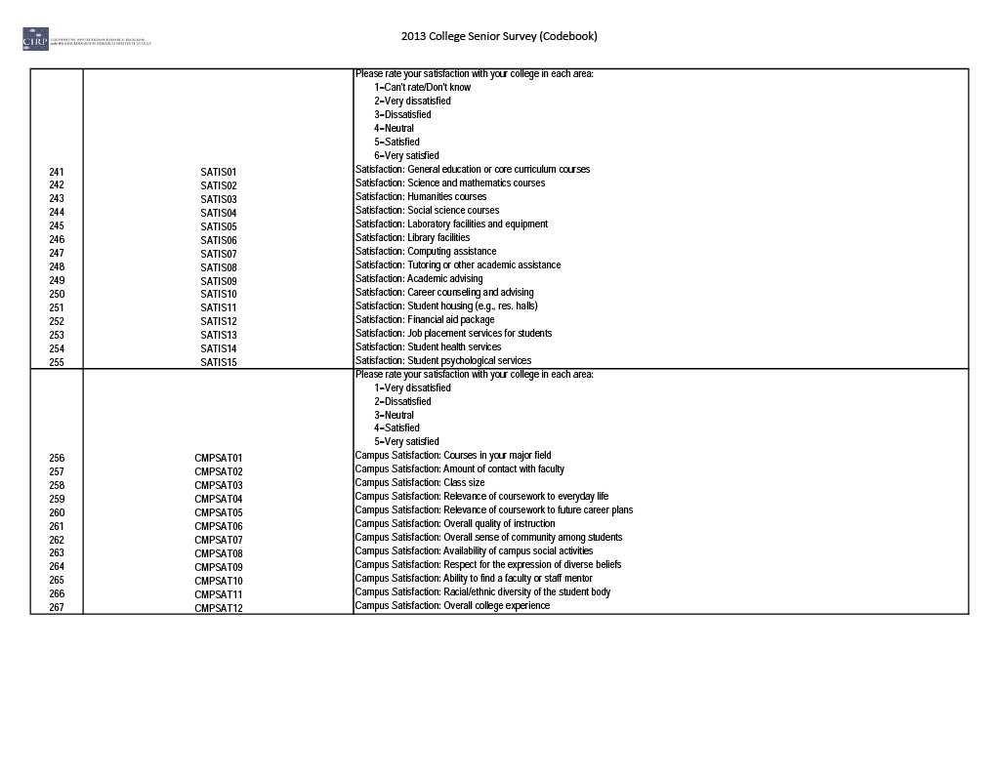 CIRP COOPERATIVE INSTITUTIONAL RESEARCH PROGRAM
at the HIGHER EDUCATION RESEARCH INSTITUTE AT UCLA
2013 College Senior Survey (Codebook)
Please rate your satisfaction with your college in each area:
1=Can't rate/Don't know
2=Very dissatisfied
3=Dissatisfied
4=Neutral
5=Satisfied
6=Very satisfied
241 SATIS01 Satisfaction: General education or core curriculum courses
242 SATIS02 Satisfaction: Science and mathematics courses
243 SATIS03 Satisfaction: Humanities courses
244 SATIS04 Satisfaction: Social science courses
245 SATIS05 Satisfaction: Laboratory facilities and equipment
246 SATIS06 Satisfaction: Library facilities
247 SATIS07 Satisfaction: Computing assistance
248 SATIS08 Satisfaction: Tutoring or other academic assistance
249 SATIS09 Satisfaction: Academic advising
250 SATIS10 Satisfaction: Career counseling and advising
251 SATIS11 Satisfaction: Student housing (e.g., res. halls)
252 SATIS12 Satisfaction: Financial aid package
253 SATIS13 Satisfaction: Job placement services for students
254 SATIS14 Satisfaction: Student health services
255 SATIS15 Satisfaction: Student psychological services
Please rate your satisfaction with your college in each area:
1=Very dissatisfied
2=Dissatisfied
3=Neutral
4=Satisfied
5=Very satisfied
256 CMPSAT01 Campus Satisfaction: Courses in your major field
257 CMPSAT02 Campus Satisfaction: Amount of contact with faculty
258 CMPSAT03 Campus Satisfaction: Class size
259 CMPSAT04 Campus Satisfaction: Relevance of coursework to everyday life
260 CMPSAT05 Campus Satisfaction: Relevance of coursework to future career plans
261 CMPSAT06 Campus Satisfaction: Overall quality of instruction
262 CMPSAT07 Campus Satisfaction: Overall sense of community among students
263 CMPSAT08 Campus Satisfaction: Availability of campus social activities
264 CMPSAT09 Campus Satisfaction: Respect for the expression of diverse beliefs
265 CMPSAT10 Campus Satisfaction: Ability to find a faculty or staff mentor
266 CMPSAT11 Campus Satisfaction: Racial/ethnic diversity of the student body
267 CMPSAT12 Campus Satisfaction: Overall college experience